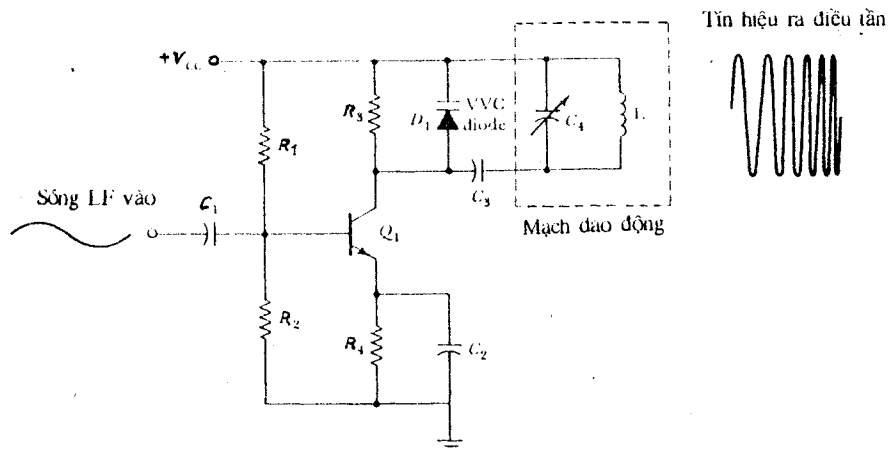 Tín hiệu ra điều tần
+Vcc
R3
D1
VVC
diode
C4
L
R1
Sóng LF vào
C1
C3
Q1
Mạch dao động
R2
R4
C2